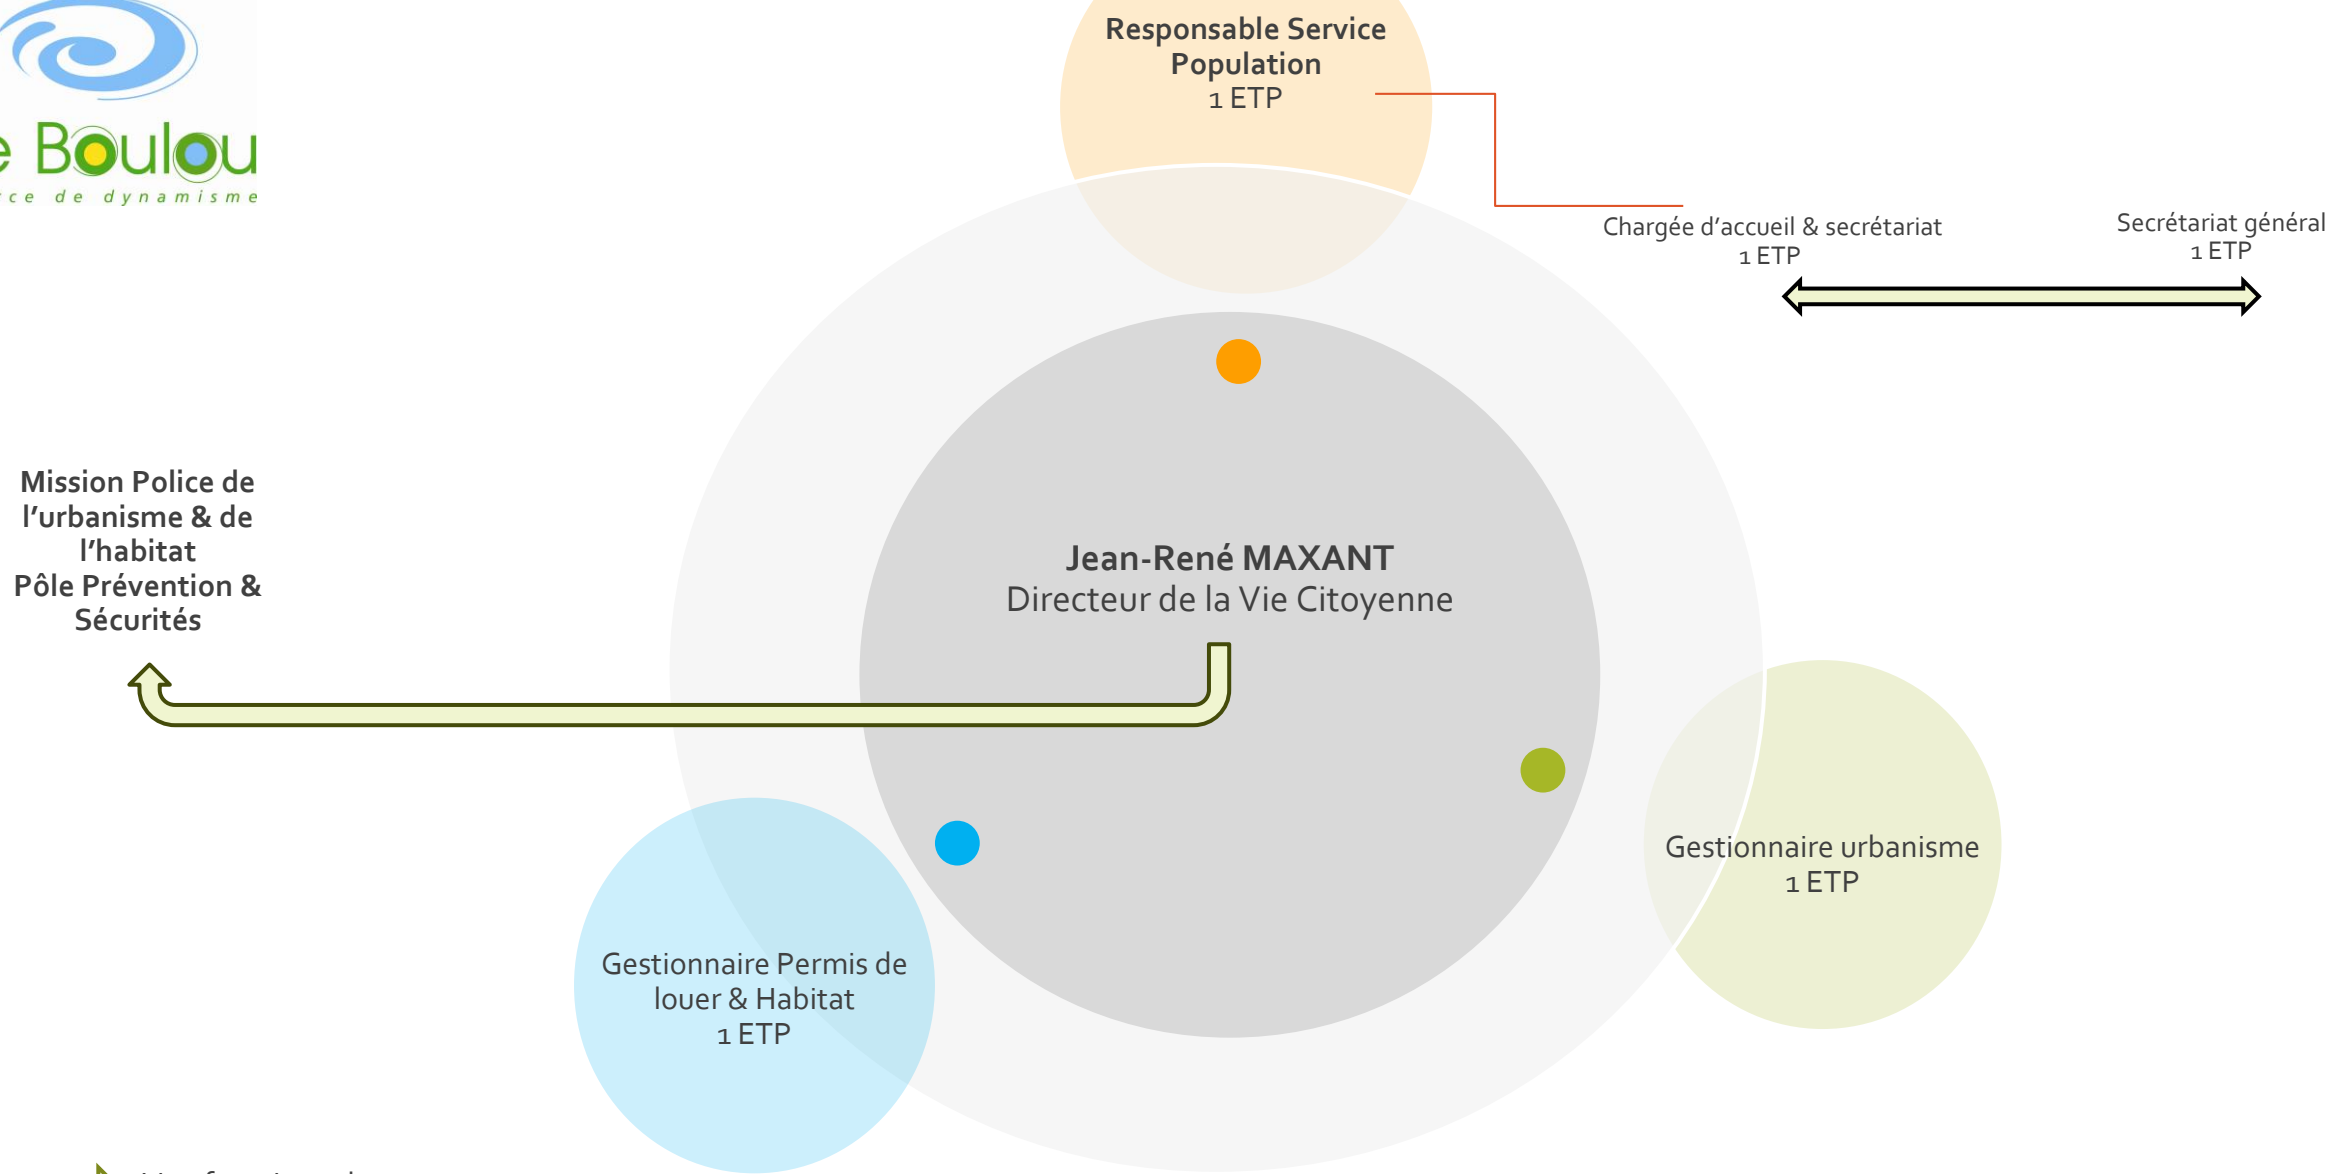 Responsable Service
Population
1 ETP
e Boulou
ce de dynamisme
Chargée d'accueil & secrétariat
1 ETP
Secrétariat général
1 ETP
Mission Police de
l'urbanisme & de
l'habitat
Pôle Prévention &
Sécurités
Jean-René MAXANT
Directeur de la Vie Citoyenne
Gestionnaire urbanisme
1 ETP
Gestionnaire Permis de
louer & Habitat
1 ETP